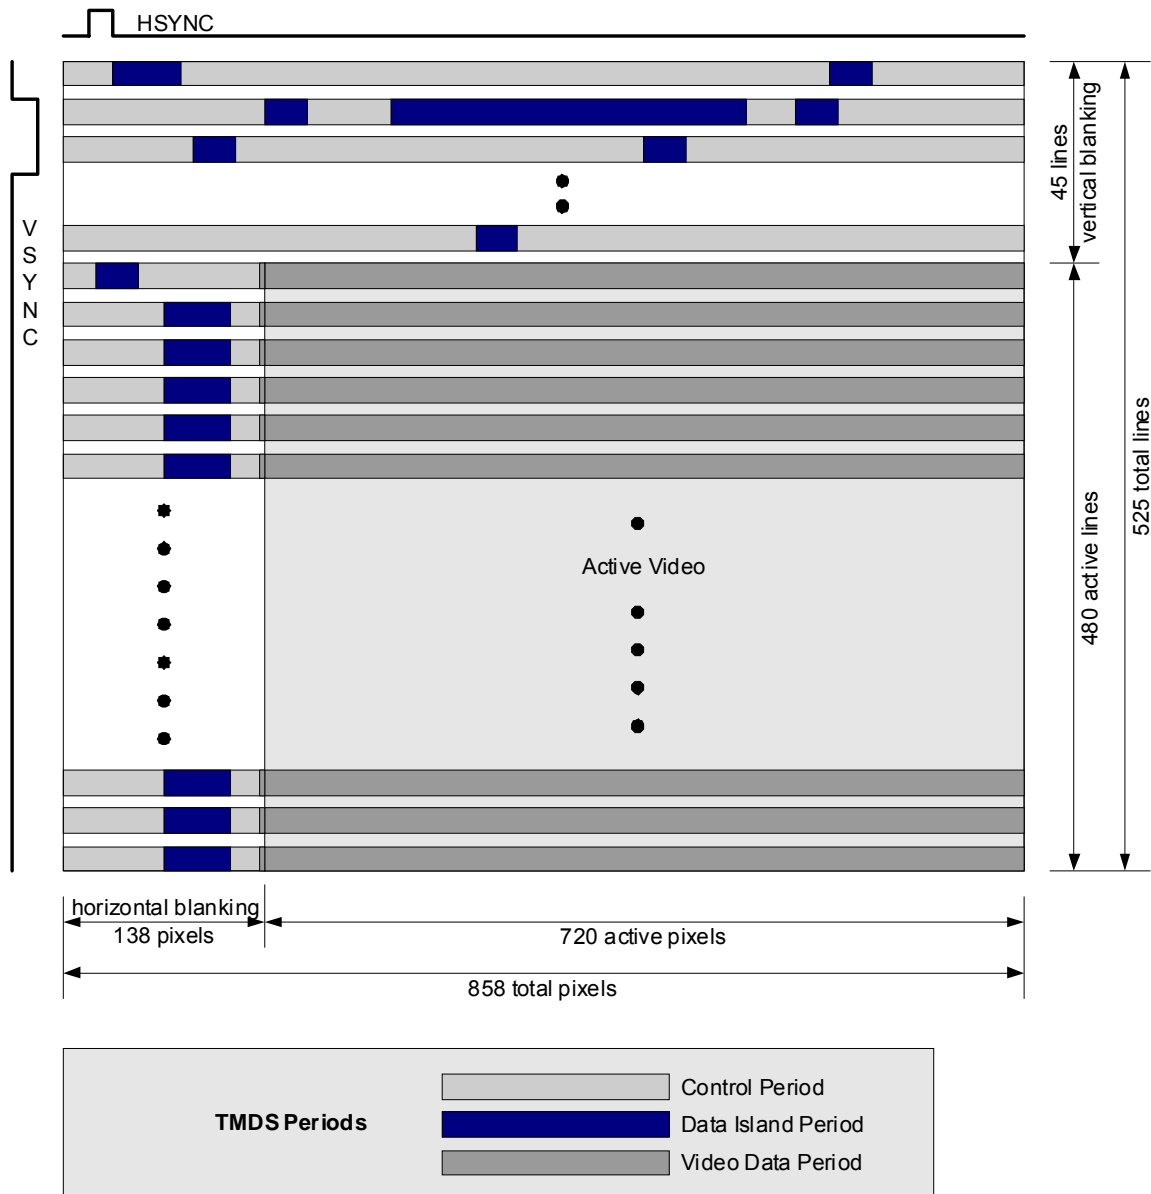 HSYNC
45 lines
vertical blanking
VSYNC
525 total lines
480 active lines
Active Video
horizontal blanking
138 pixels
720 active pixels
858 total pixels
TMDS Periods
Control Period
Data Island Period
Video Data Period